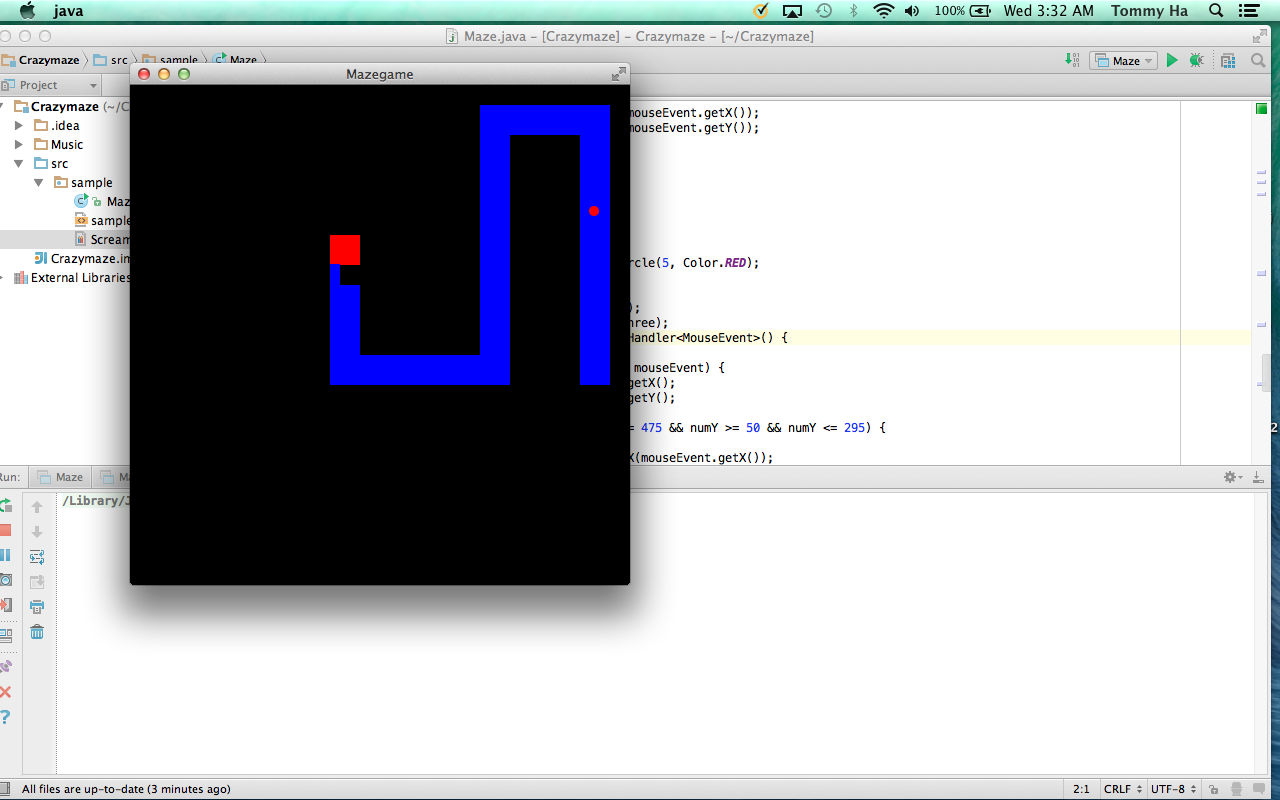 java
100%
Wed 3:32 AM
Tommy Ha
Maze.java - [Crazymaze] - Crazymaze - [~/Crazymaze]
Crazymaze
src
sample
Maze
Maze
Mazegame
Project
Crazymaze (~/C
.idea
Music
src
sample
Maz
sample
Scream
Crazymaze.im
External Libraries
mouseEvent.getX());
mouseEvent.getY());
rcle(5, Color.RED);
);
hree);
Handler<MouseEvent>() {
mouseEvent) {
getX();
getY();
= 475 && numY >= 50 && numY <= 295) {
X(mouseEvent.getX());
2
Run:
Maze
Ma
/Library/J
All files are up-to-date (3 minutes ago)
2:1
CRLF
UTF-8